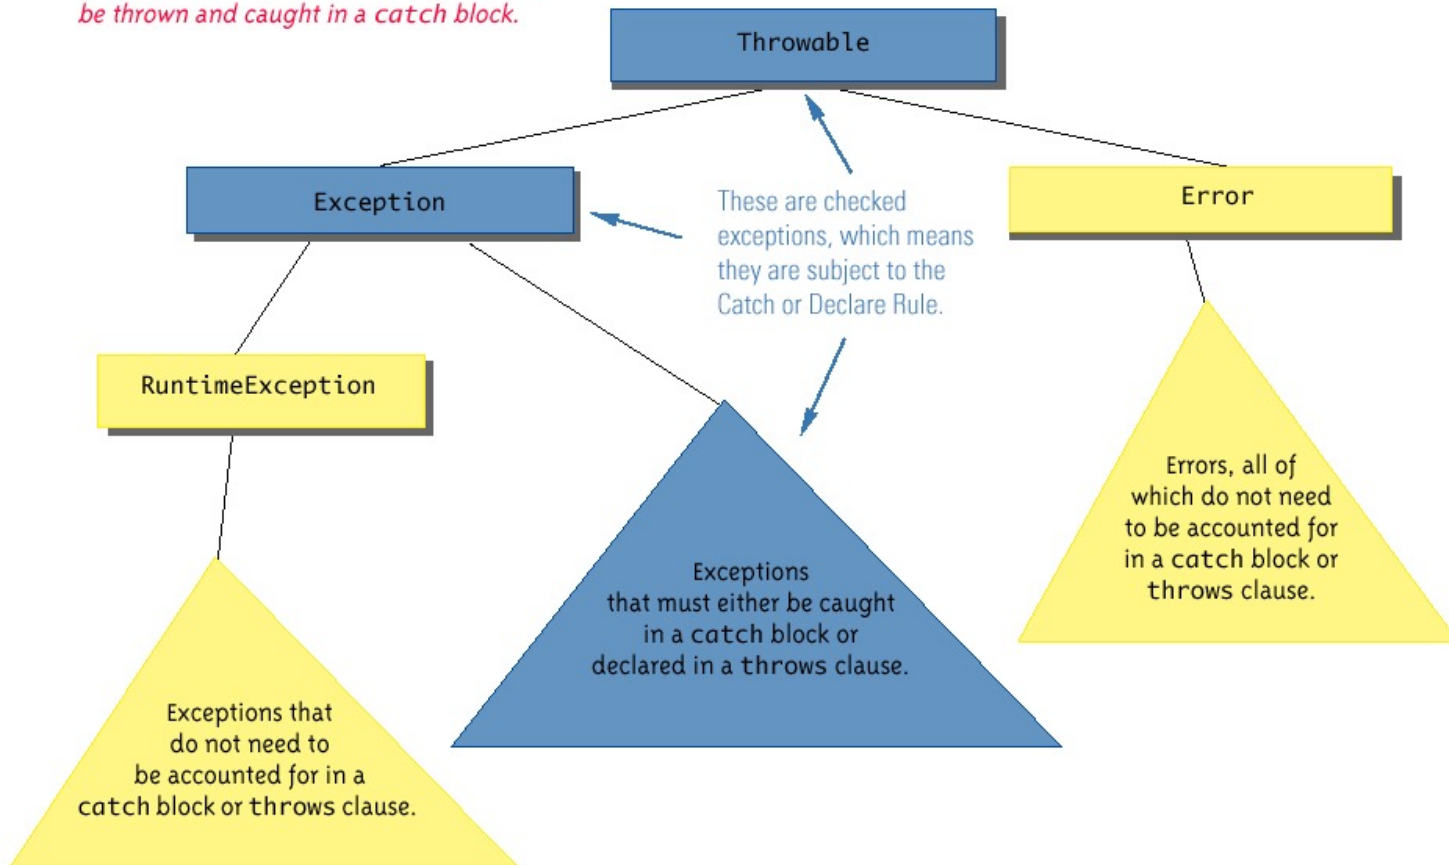 be thrown and caught in a catch block.
Throwable
Exception
These are checked
exceptions, which means
they are subject to the
Catch or Declare Rule.
Error
RuntimeException
Errors, all of
which do not need
to be accounted for
in a catch block or
throws clause.
Exceptions
that must either be caught
in a catch block or
declared in a throws clause.
Exceptions that
do not need to
be accounted for in a
catch block or throws clause.